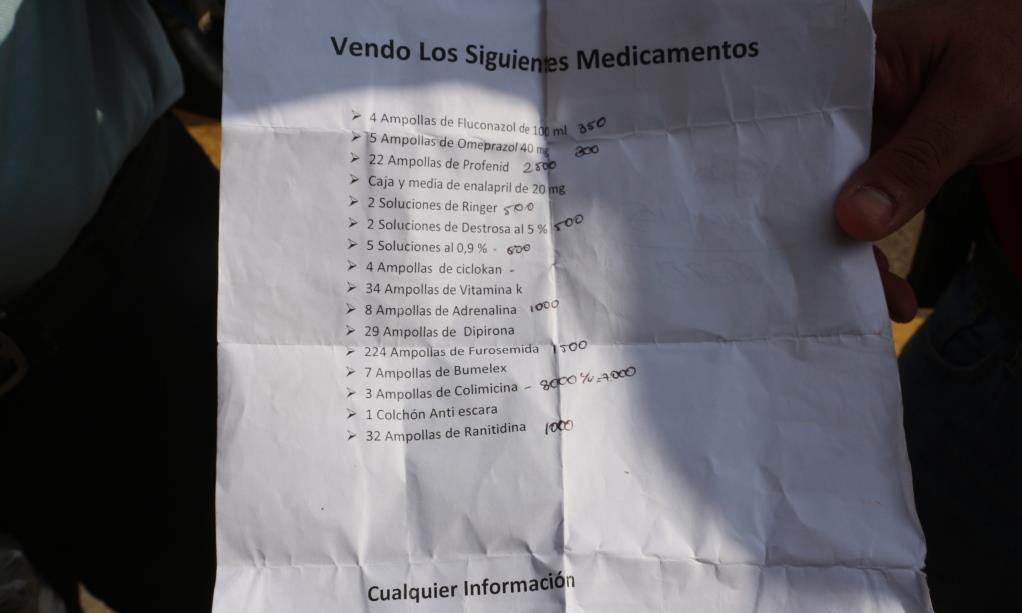 Vendo Los Siguientes Medicamentos
➢ 4 Ampollas de Fluconazol de 100 ml 350
➢ 5 Ampollas de Omeprazol 40 mg 300
➢ 22 Ampollas de Profenid 2500
➢ Caja y media de enalapril de 20 mg
➢ 2 Soluciones de Ringer 500
➢ 2 Soluciones de Destrosa al 5 % 500
➢ 5 Soluciones al 0,9 % - 600
➢ 4 Ampollas de ciclokan -
➢ 34 Ampollas de Vitamina k
➢ 8 Ampollas de Adrenalina 1000
➢ 29 Ampollas de Dipirona
➢ 224 Ampollas de Furosemida 1500
➢ 7 Ampollas de Bumelex
➢ 3 Ampollas de Colimicina - 8000
➢ 1 Colchón Anti escara
➢ 32 Ampollas de Ranitidina 1000
Cualquier Información